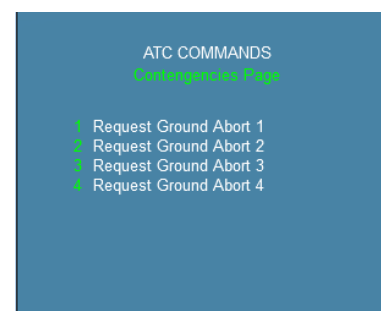 ATC COMMANDS
Contengencies Page
1 Request Ground Abort 1
2 Request Ground Abort 2
3 Request Ground Abort 3
4 Request Ground Abort 4